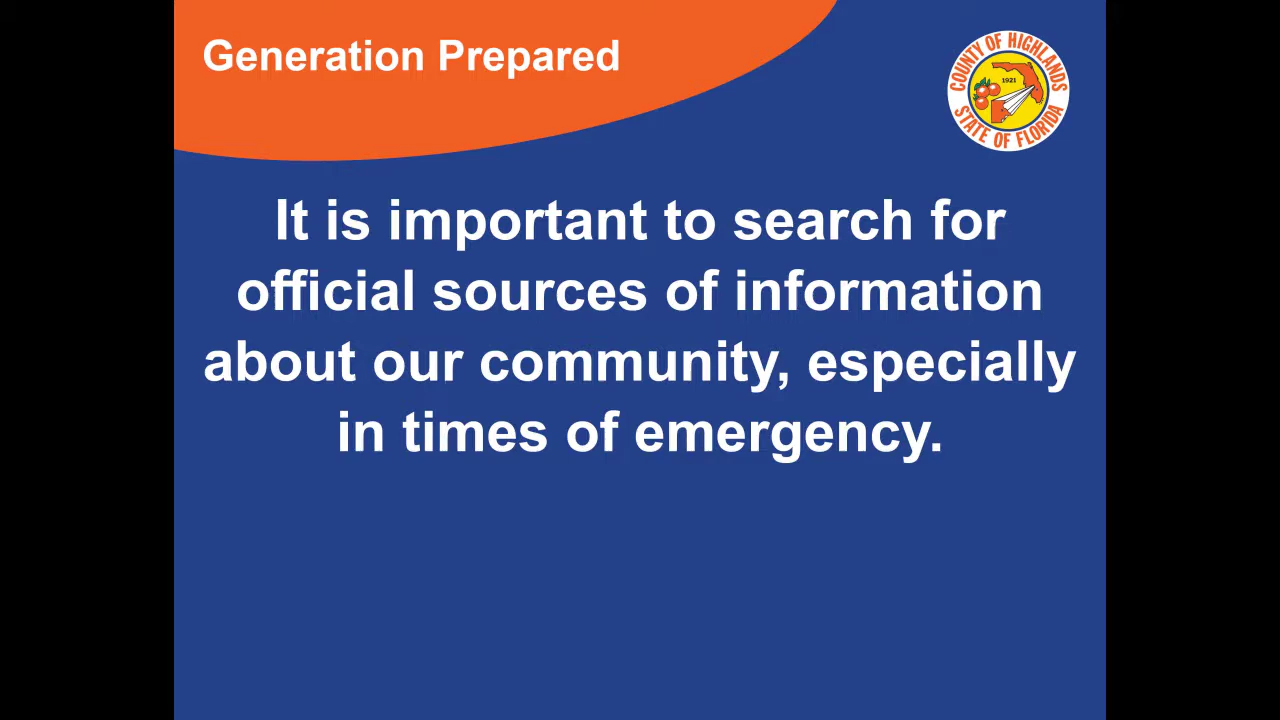 Generation Prepared
COUNTY OF HIGHLANDS
1921
STATE OF FLORIDA
It is important to search for
official sources of information
about our community, especially
in times of emergency.